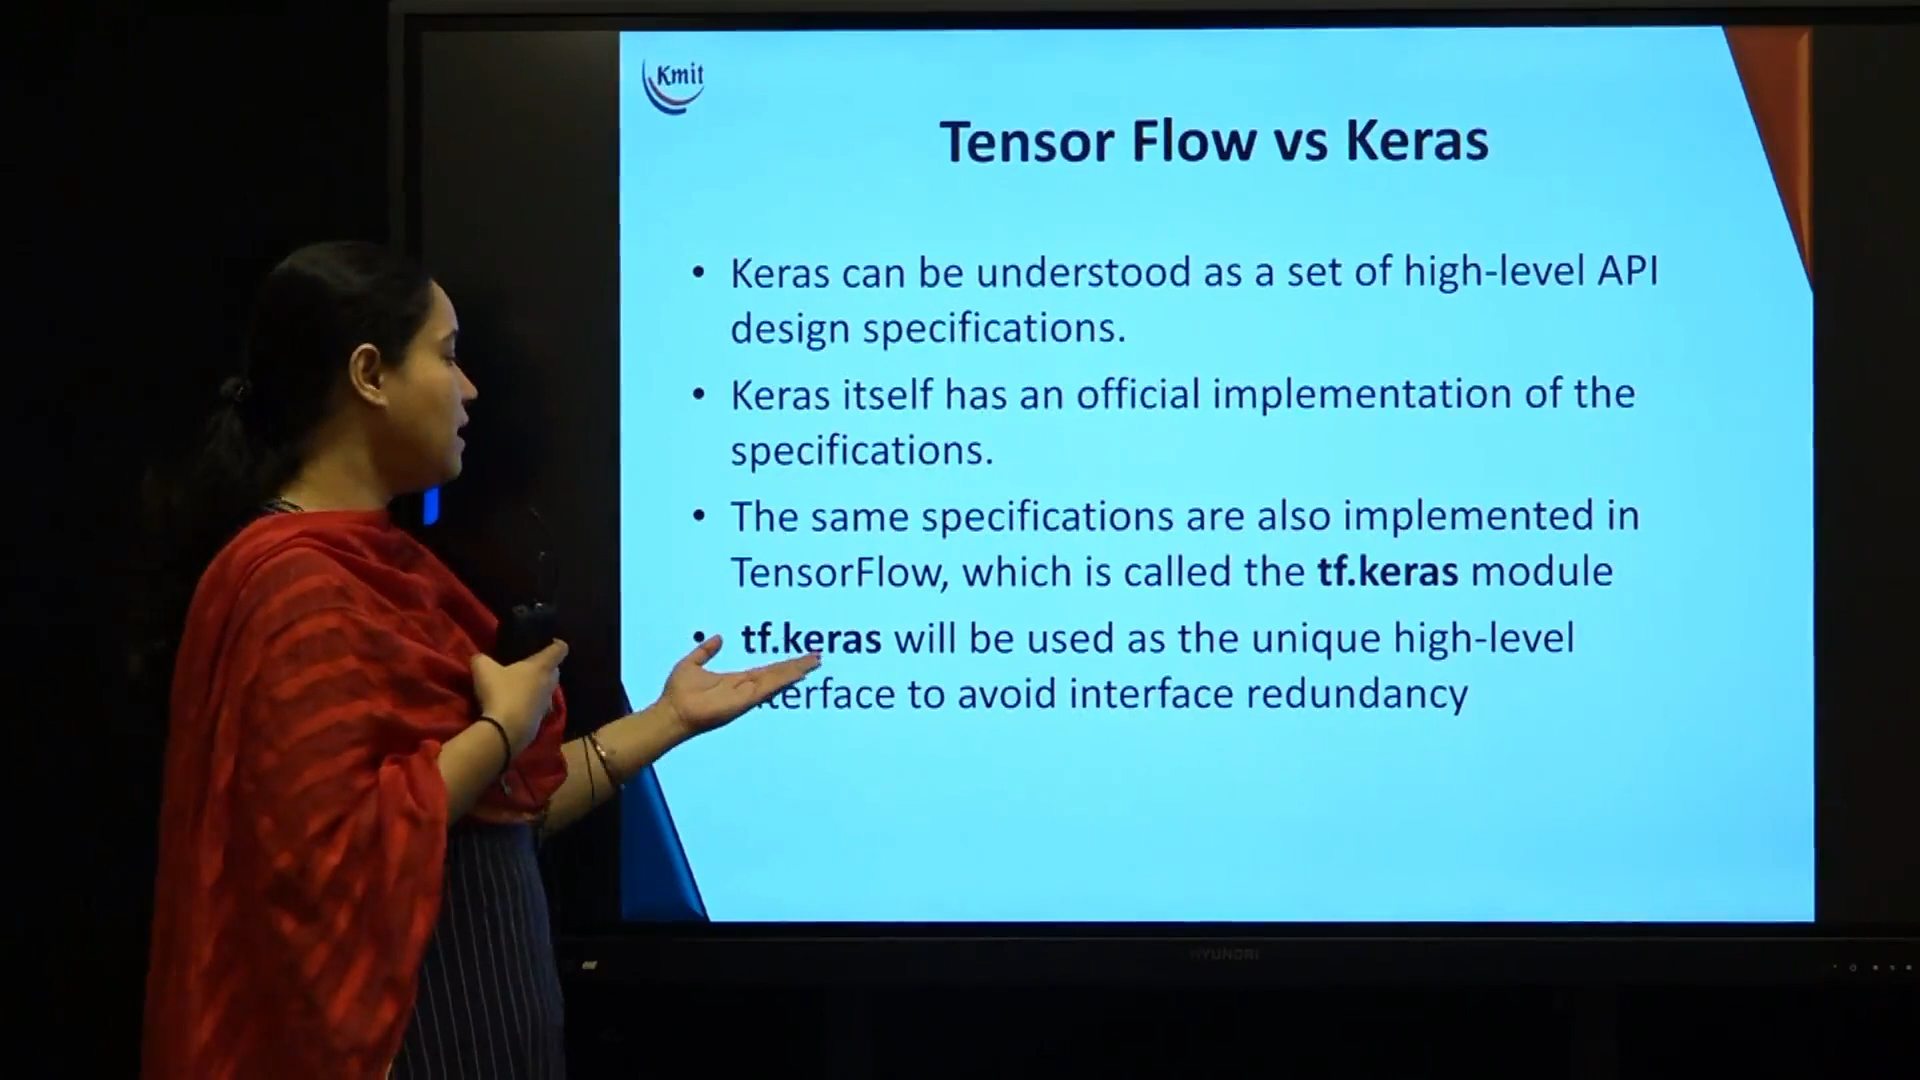 Kmit
Tensor Flow vs Keras
• Keras can be understood as a set of high-level API
design specifications.
• Keras itself has an official implementation of the
specifications.
• The same specifications are also implemented in
TensorFlow, which is called the tf.keras module
• tf.keras will be used as the unique high-level
terface to avoid interface redundancy
HYUNDAI